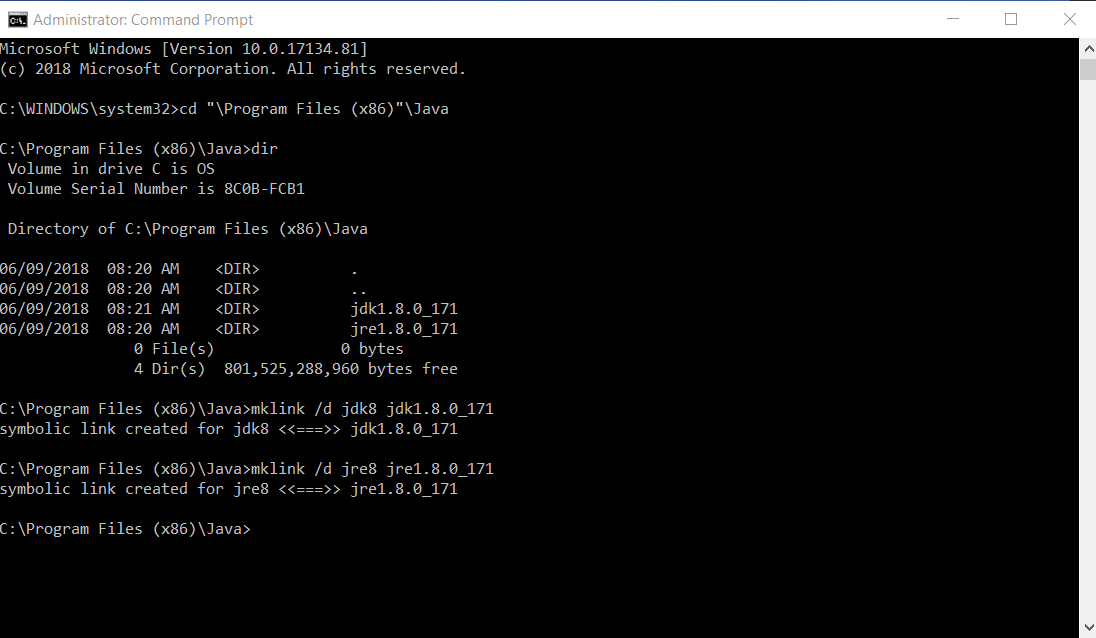 Administrator: Command Prompt
Microsoft Windows [Version 10.0.17134.81]
(c) 2018 Microsoft Corporation. All rights reserved.
C:\WINDOWS\system32>cd "\Program Files (x86)"\Java
C:\Program Files (x86)\Java>dir
 Volume in drive C is OS
 Volume Serial Number is 8C0B-FCB1
 Directory of C:\Program Files (x86)\Java
06/09/2018  08:20 AM    <DIR>          .
06/09/2018  08:20 AM    <DIR>          ..
06/09/2018  08:21 AM    <DIR>          jdk1.8.0_171
06/09/2018  08:20 AM    <DIR>          jre1.8.0_171
               0 File(s)              0 bytes
               4 Dir(s)  801,525,288,960 bytes free
C:\Program Files (x86)\Java>mklink /d jdk8 jdk1.8.0_171
symbolic link created for jdk8 <<===>> jdk1.8.0_171
C:\Program Files (x86)\Java>mklink /d jre8 jre1.8.0_171
symbolic link created for jre8 <<===>> jre1.8.0_171
C:\Program Files (x86)\Java>